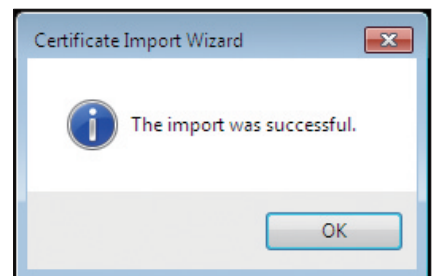 Certificate Import Wizard
The import was successful.
OK